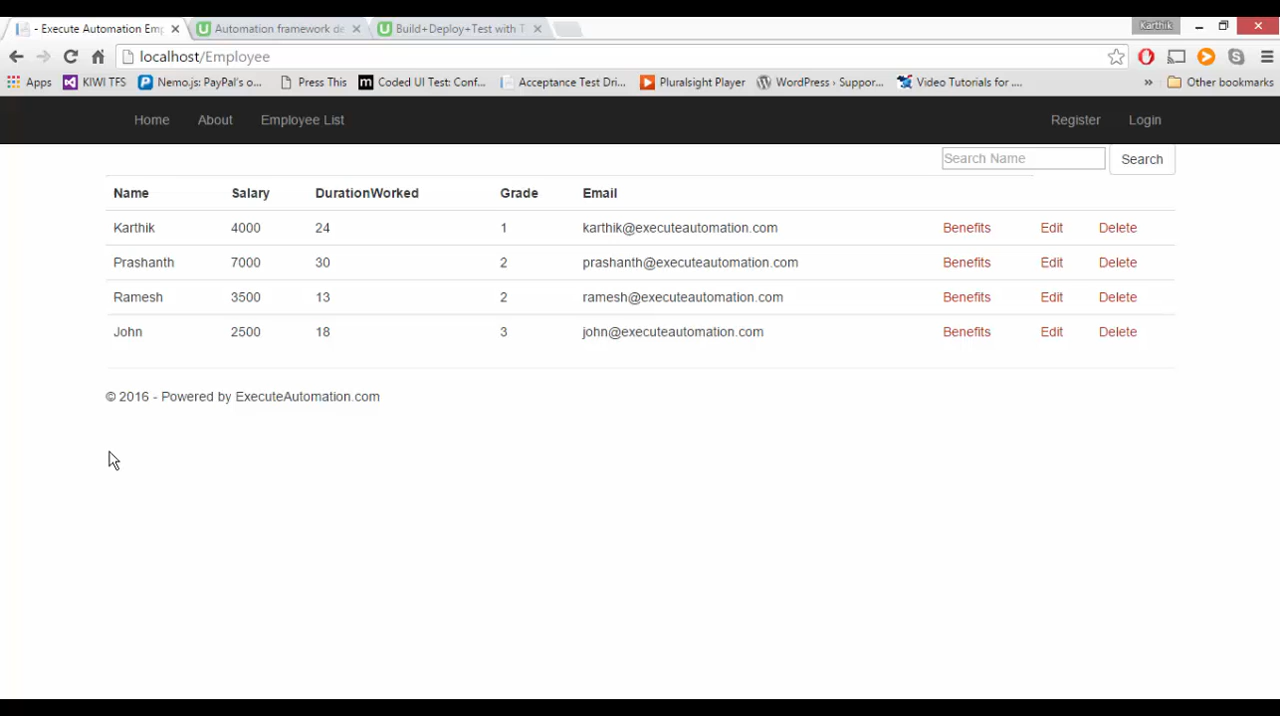 - Execute Automation Emp
Automation framework de
Build+Deploy+Test with T
Karthik
localhost/Employee
Apps KIWI TFS Nemo.js: PayPal's o... Press This Coded UI Test: Conf... Acceptance Test Dri... Pluralsight Player WordPress › Suppor... Video Tutorials for .... » Other bookmarks
Home About Employee List Register Login
Search Name Search
Name Salary DurationWorked Grade Email
Karthik 4000 24 1 karthik@executeautomation.com Benefits Edit Delete
Prashanth 7000 30 2 prashanth@executeautomation.com Benefits Edit Delete
Ramesh 3500 13 2 ramesh@executeautomation.com Benefits Edit Delete
John 2500 18 3 john@executeautomation.com Benefits Edit Delete
© 2016 - Powered by ExecuteAutomation.com